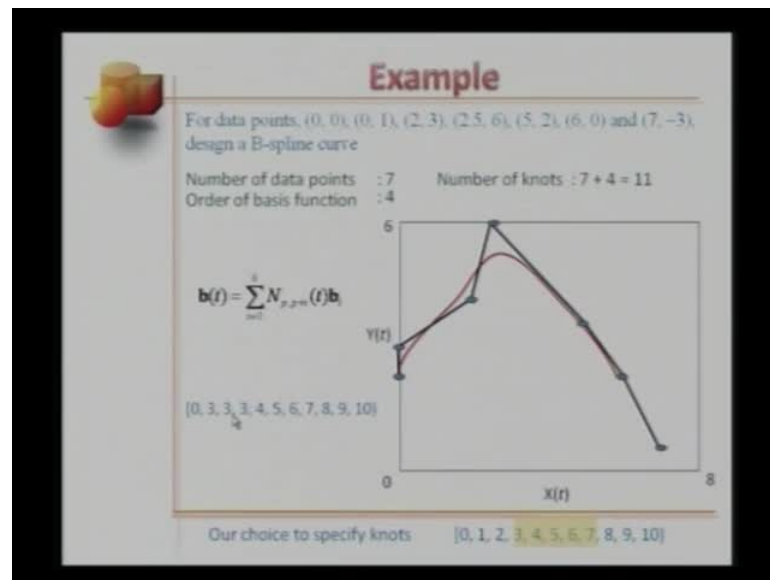 Example
For data points, (0, 0), (0, 1), (2, 3), (2.5, 6), (5, 2), (6, 0) and (7, −3),
design a B-spline curve
Number of data points : 7 Number of knots : 7 + 4 = 11
Order of basis function : 4
6
b(t) = ∑ N (t)b
Y(t)
[0, 3, 3, 3, 4, 5, 6, 7, 8, 9, 10)
0
8
X(t)
Our choice to specify knots [0, 1, 2, 3, 4, 5, 6, 7, 8, 9, 10)